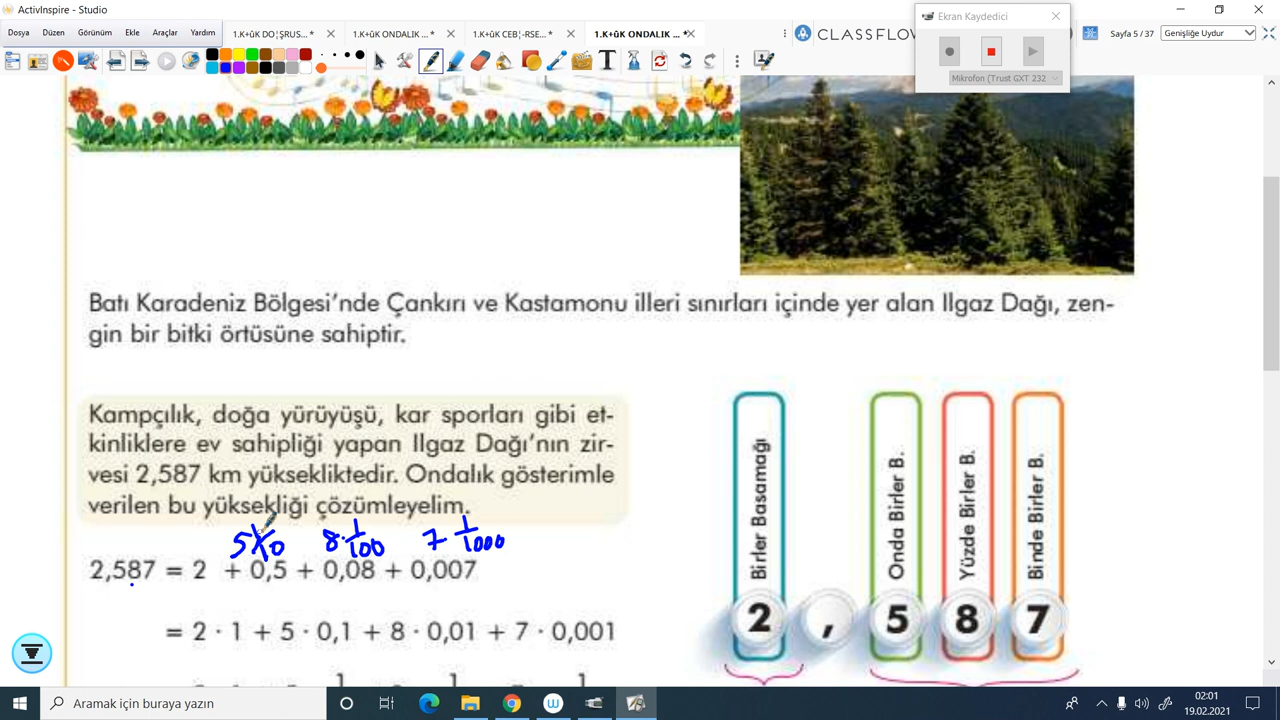 ActivInspire - Studio
Dosya Düzen Görünüm Ekle Araçlar Yardım
1.K+ûK DO¦ŞRUS...* 1.K+ûk ÖNDALIK ...* 1.K+ûK CEB¦-RSE...* 1.K+ûK ONDALIK ...*
CLASSFLOW
Sayfa 5 / 37
Genişliğe Uydur
Ekran Kaydedici
Mikrofon (Trust GXT 232
Batı Karadeniz Bölgesi'nde Çankırı ve Kastamonu illeri sınırları içinde yer alan Ilgaz Dağı, zen-
gin bir bitki örtüsüne sahiptir.
Kampçılık, doğa yürüyüşü, kar sporları gibi et-
kinliklere ev sahipliği yapan Ilgaz Dağı'nın zir-
vesi 2,587 km yüksekliktedir. Ondalık gösterimle
verilen bu yüksekliği çözümleyelim.
5 1/10 8 · 1/100 7 1/1000
2,587 = 2 + 0,5 + 0,08 + 0,007
= 2 · 1 + 5 · 0,1 + 8 · 0,01 + 7 · 0,001
Birler Basamağı
Onda Birler B.
Yüzde Birler B.
Binde Birler B.
2 , 5 8 7
Aramak için buraya yazın
02:01
19.02.2021